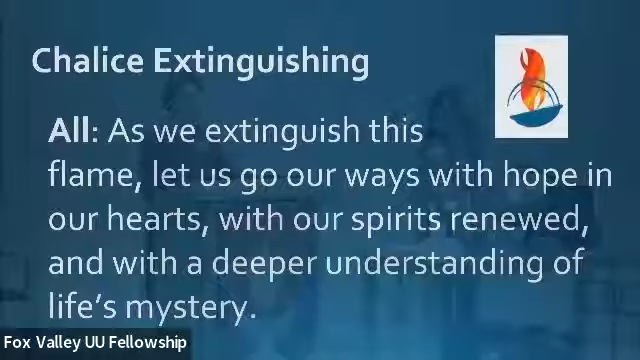 Chalice Extinguishing
All: As we extinguish this
flame, let us go our ways with hope in
our hearts, with our spirits renewed,
and with a deeper understanding of
life’s mystery.
Fox Valley UU Fellowship